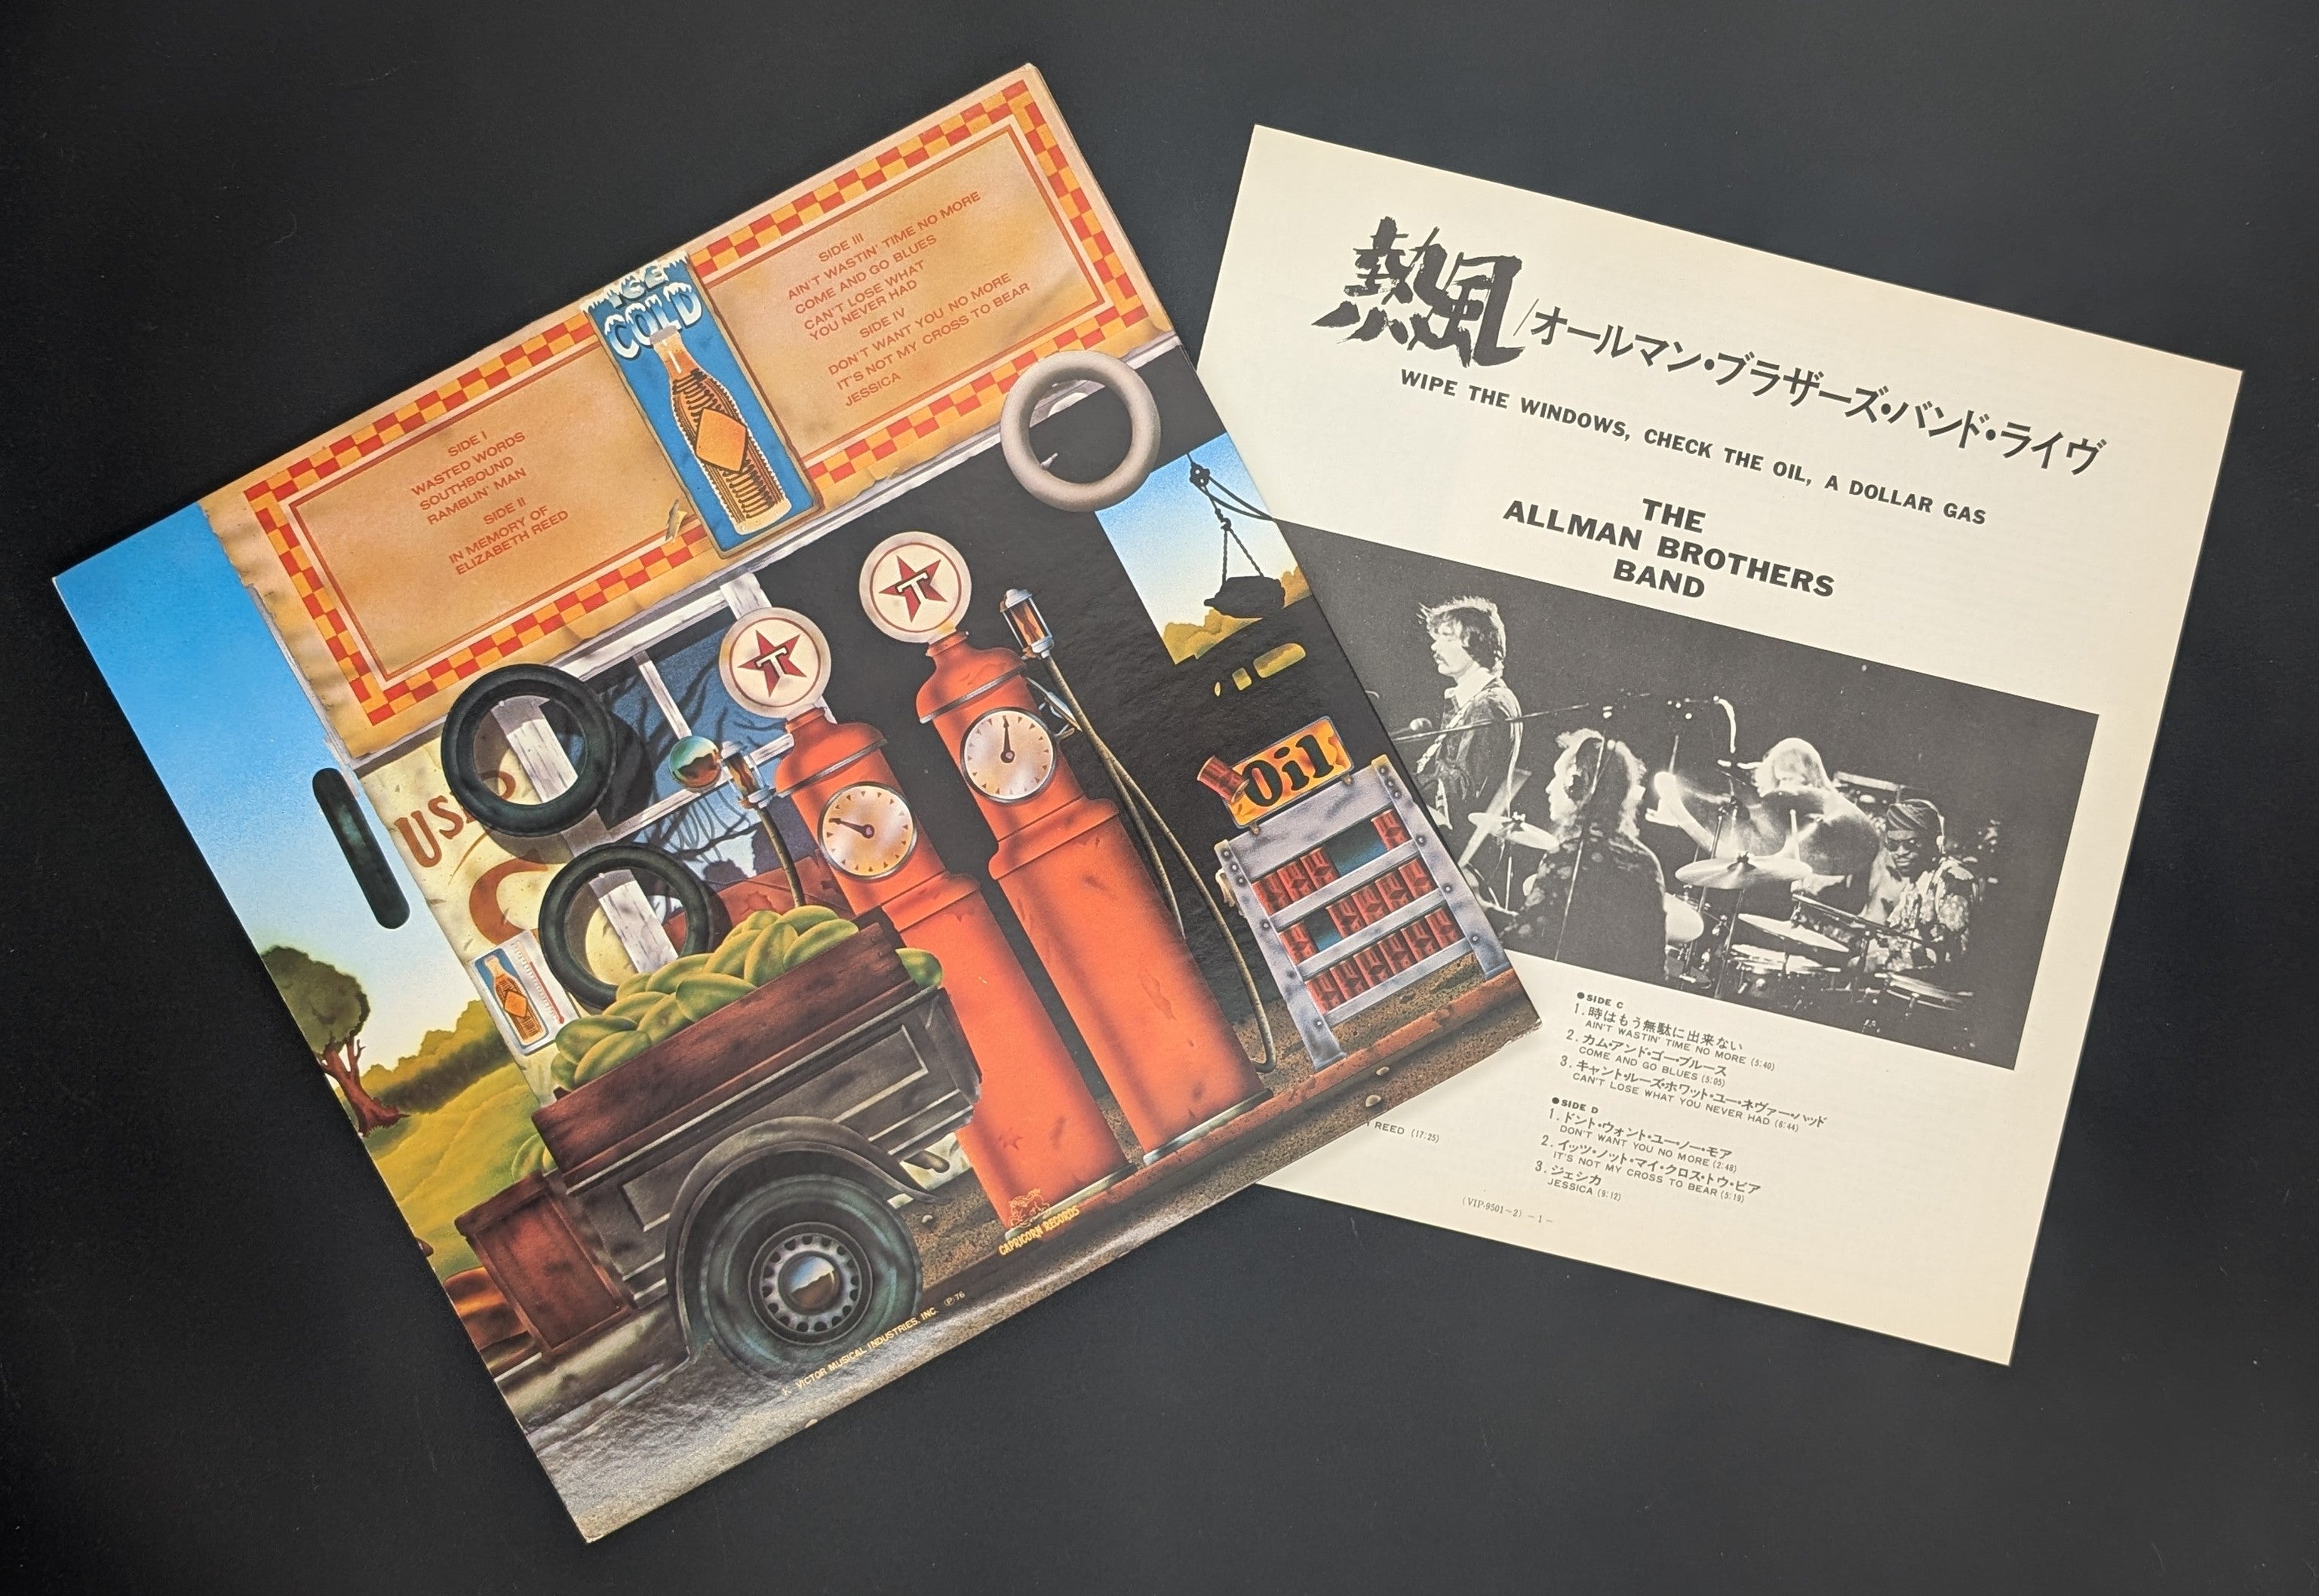 ICE
COLD
SIDE I
WASTED WORDS
SOUTHBOUND
RAMBLIN' MAN
SIDE II
IN MEMORY OF
ELIZABETH REED
SIDE III
AIN'T WASTIN' TIME NO MORE
COME AND GO BLUES
CAN'T LOSE WHAT
YOU NEVER HAD
SIDE IV
DON'T WANT YOU NO MORE
IT'S NOT MY CROSS TO BEAR
JESSICA
T
T
Oil
CAPRICORN RECORDS
VICTOR MUSICAL INDUSTRIES, INC. Ⓟ'76
熱風/オールマン・ブラザーズ・バンド・ライヴ
WIPE THE WINDOWS, CHECK THE OIL, A DOLLAR GAS
THE
ALLMAN BROTHERS
BAND
●SIDE C
1. 時はもう無駄に出来ない
AIN'T WASTIN' TIME NO MORE (5:40)
2. カム・アンド・ゴー・ブルース
COME AND GO BLUES (5:05)
3. キャント・ルーズ・ホワット・ユー・ネヴァー・ハッド
CAN'T LOSE WHAT YOU NEVER HAD (6:44)
●SIDE D
1. ドント・ウォント・ユー・ノー・モア
DON'T WANT YOU NO MORE (2:48)
2. イッツ・ノット・マイ・クロス・トゥ・ベア
IT'S NOT MY CROSS TO BEAR (5:19)
3. ジェシカ
JESSICA (9:12)
REED (17:25)
(VIP-9501~2) -1-